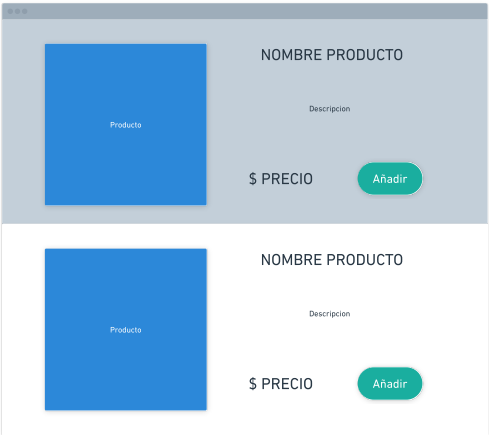 NOMBRE PRODUCTO
Producto
Descripcion
$ PRECIO
Añadir
NOMBRE PRODUCTO
Producto
Descripcion
$ PRECIO
Añadir